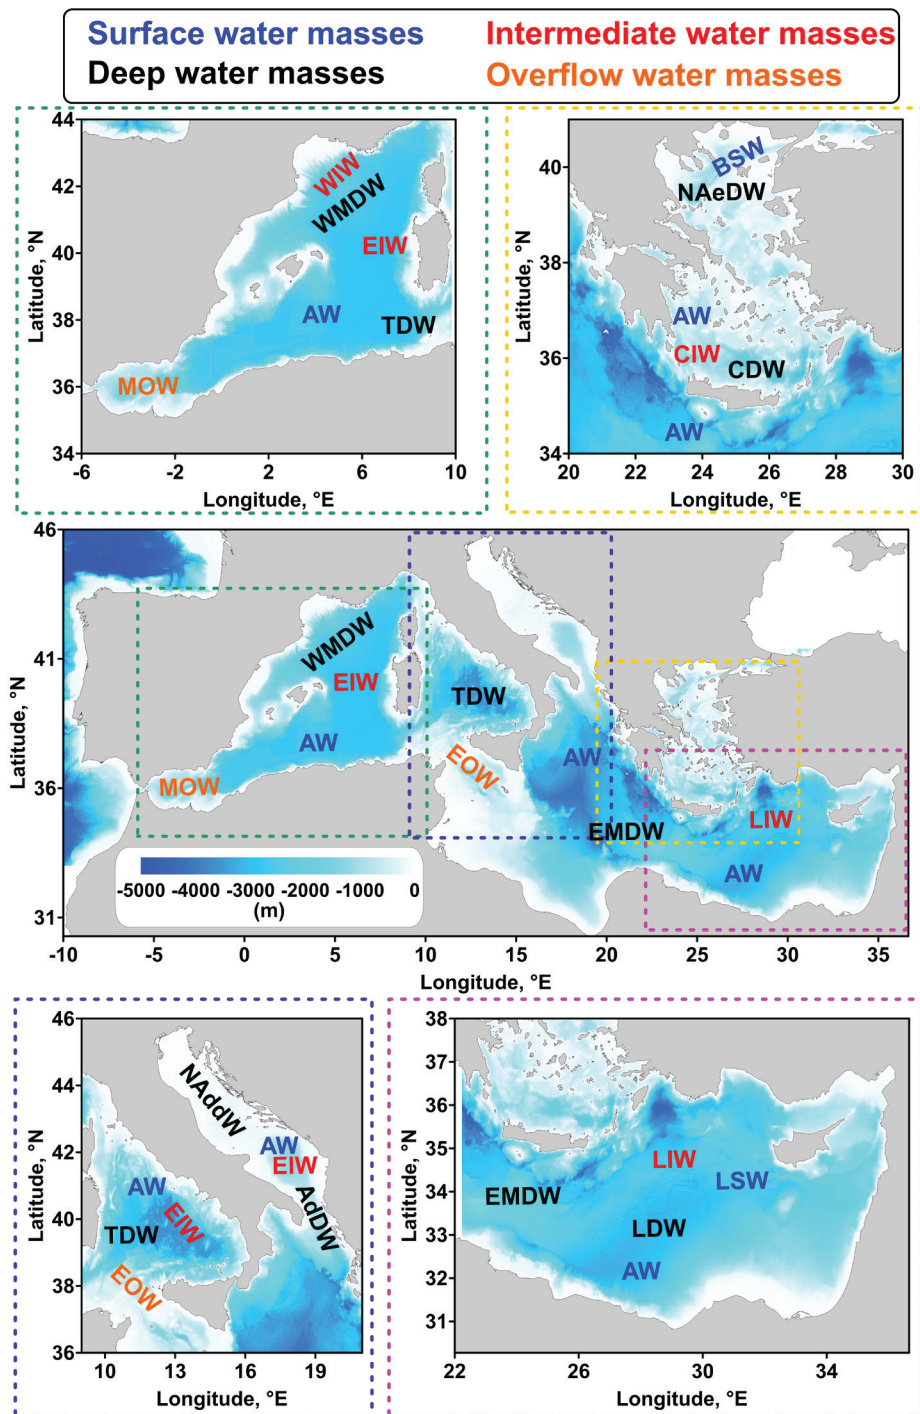 Surface water masses Intermediate water masses
Deep water masses Overflow water masses
44
42
40
38
36
34
Latitude, °N
WIW
WMDW
EIW
AW
TDW
MOW
-6 -2 2 6 10
Longitude, °E
40
38
36
34
Latitude, °N
BSW
NAeDW
AW
CIW
CDW
AW
20 22 24 26 28 30
Longitude, °E
46
41
36
31
Latitude, °N
WMDW
EIW
TDW
AW
AW
EOW
MOW
LIW
EMDW
AW
-5000 -4000 -3000 -2000 -1000 0
(m)
-10 -5 0 5 10 15 20 25 30 35
Longitude, °E
46
44
42
40
38
36
Latitude, °N
NAddW
AW
EIW
AW
AdDW
EIW
TDW
EOW
10 13 16 19
Longitude, °E
38
37
36
35
34
33
32
31
Latitude, °N
LIW
LSW
EMDW
LDW
AW
22 26 30 34
Longitude, °E